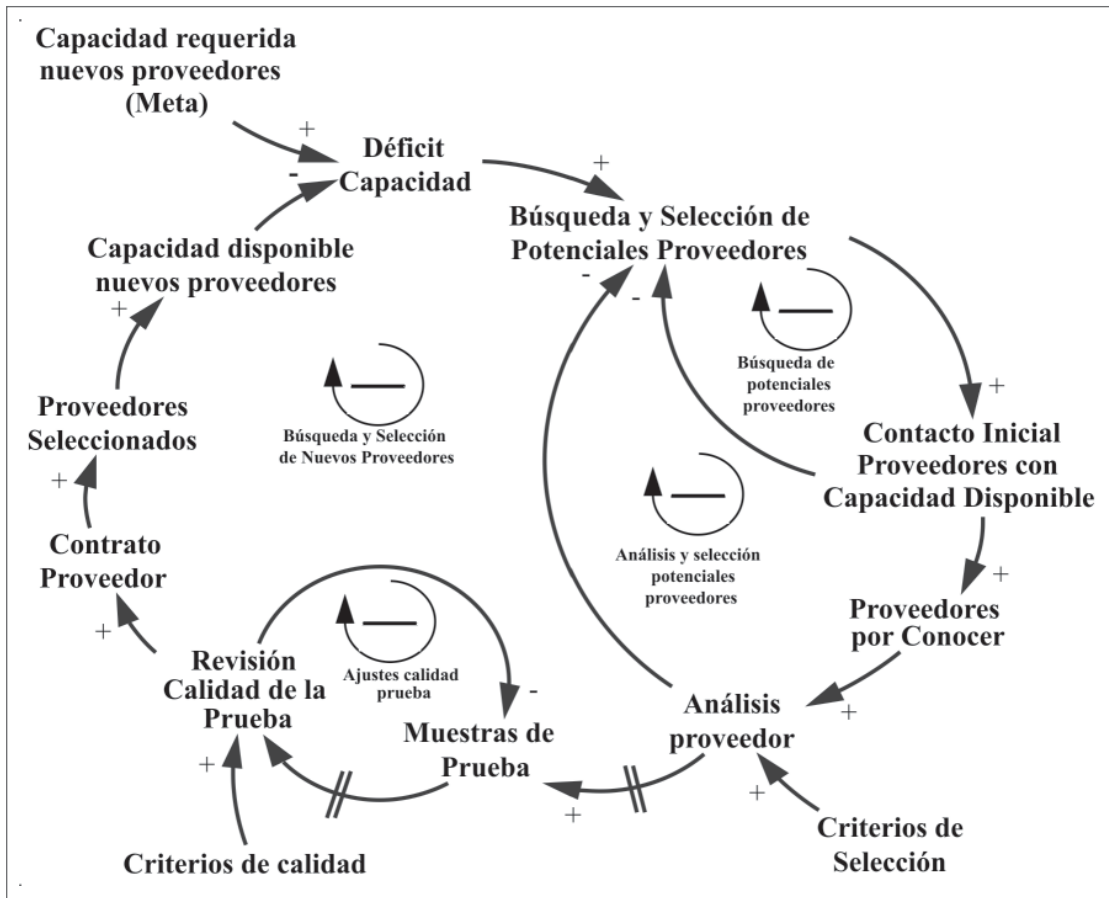 Capacidad requerida
nuevos proveedores
(Meta)
+
-
Déficit
Capacidad
+
Búsqueda y Selección de
Potenciales Proveedores
-
-
Capacidad disponible
nuevos proveedores
+
Búsqueda de
potenciales
proveedores
+
Proveedores
Seleccionados
Búsqueda y Selección
de Nuevos Proveedores
Contacto Inicial
Proveedores con
Capacidad Disponible
+
Contrato
Proveedor
Análisis y selección
potenciales
proveedores
+
Proveedores
por Conocer
+
Revisión
Calidad de la
Prueba
Ajustes calidad
prueba
-
Análisis
proveedor
+
Muestras de
Prueba
+
+
+
Criterios de calidad
Criterios de
Selección